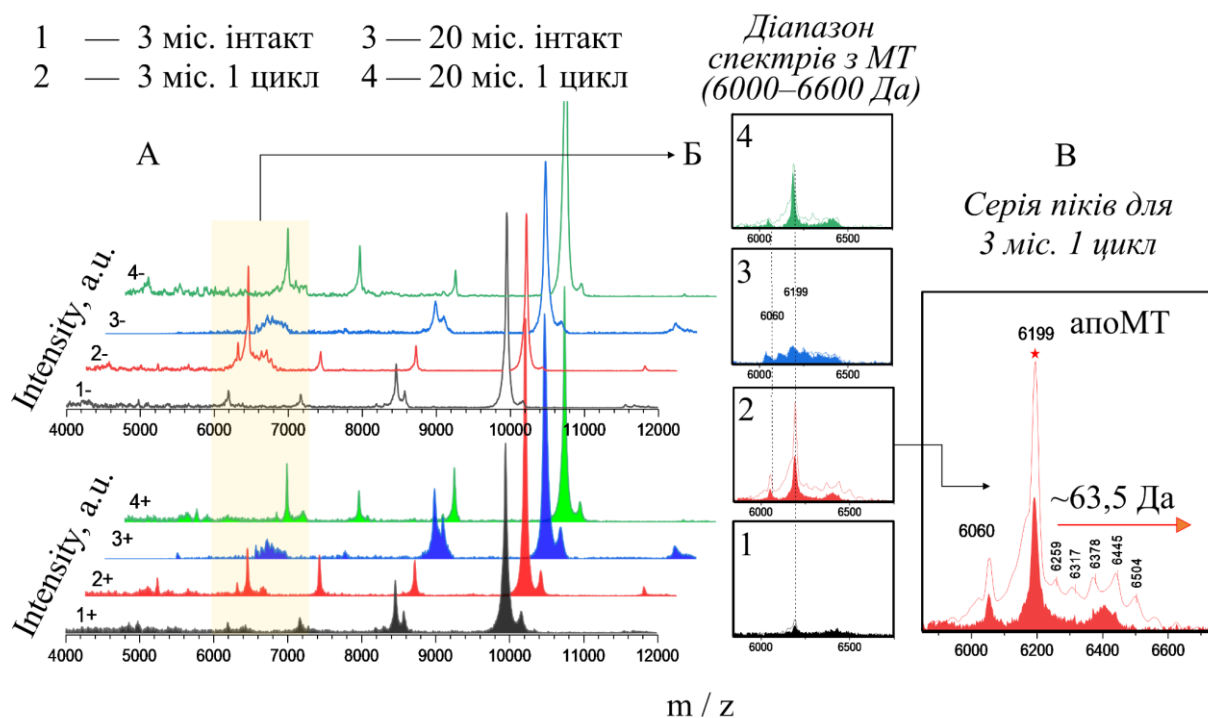 1 — 3 міс. інтакт 3 — 20 міс. інтакт
2 — 3 міс. 1 цикл 4 — 20 міс. 1 цикл
Діапазон
спектрів з МТ
(6000–6600 Да)
А
Б
В
Серія піків для
3 міс. 1 цикл
Intensity, a.u.
4-
3-
2-
1-
4000 5000 6000 7000 8000 9000 10000 11000 12000
Intensity, a.u.
4+
3+
2+
1+
4000 5000 6000 7000 8000 9000 10000 11000 12000
4
6000 6500
3
6199
6060
6000 6500
2
6000 6500
1
6000 6500
апоМТ
6199
~63,5 Да
6060
6259
6317
6378
6445
6504
6000 6200 6400 6600
m / z